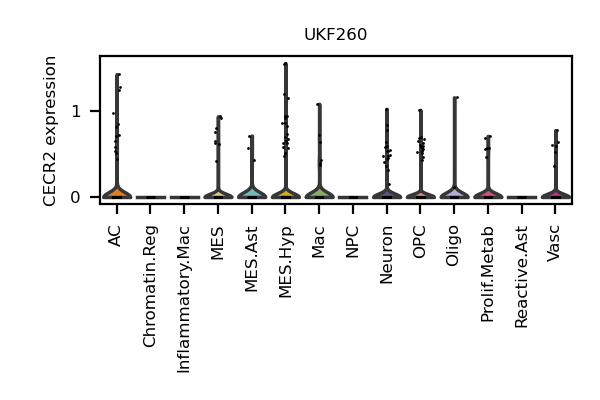 UKF260
CECR2 expression
1
0
AC
Chromatin.Reg
Inflammatory.Mac
MES
MES.Ast
MES.Hyp
Mac
NPC
Neuron
OPC
Oligo
Prolif.Metab
Reactive.Ast
Vasc